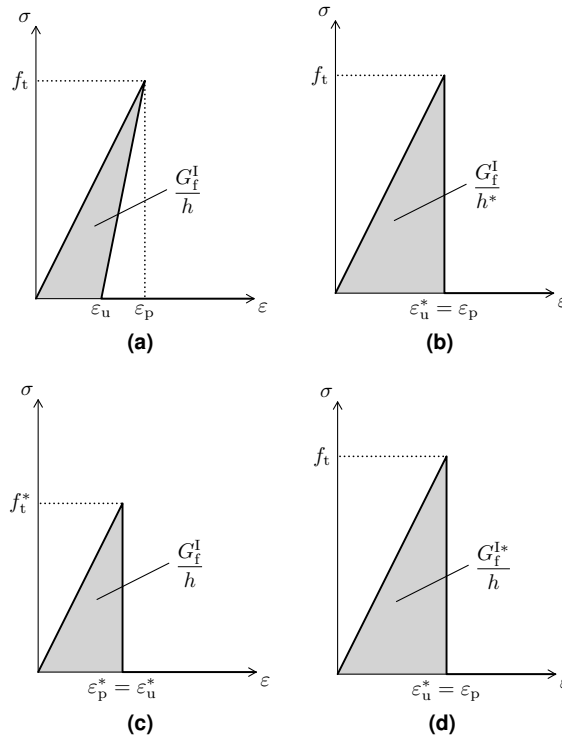 σ
f_t
G_f^I / h
ε_u ε_p ε
(a)
σ
f_t
G_f^I / h*
ε_u^* = ε_p ε
(b)
σ
f_t^*
G_f^I / h
ε_p^* = ε_u^* ε
(c)
σ
f_t
G_f^{I*} / h
ε_u^* = ε_p ε
(d)